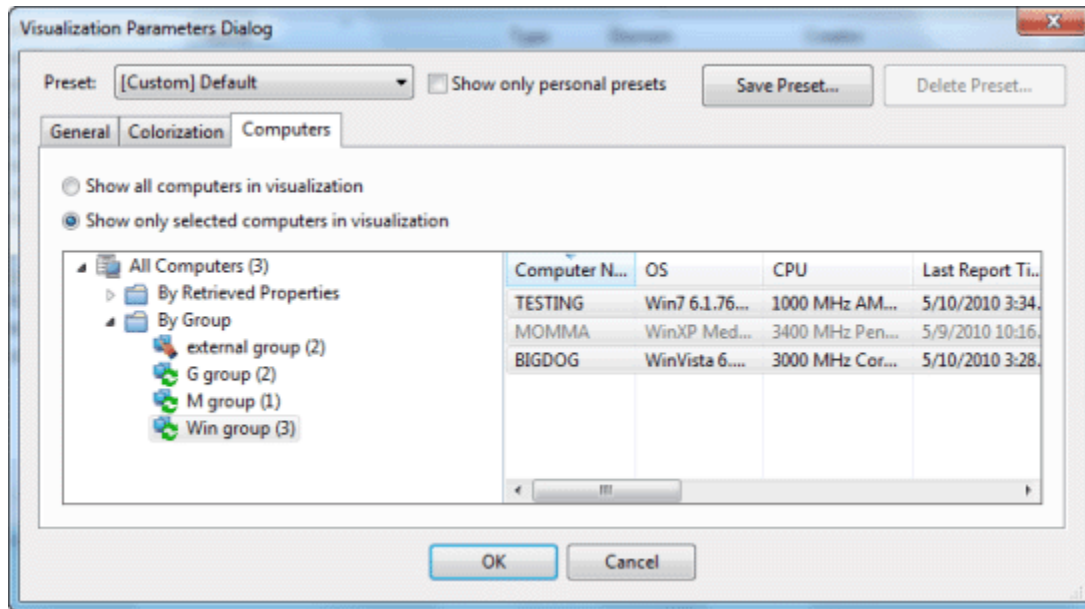 Visualization Parameters Dialog
Preset: [Custom] Default Show only personal presets Save Preset... Delete Preset...
General Colorization Computers
Show all computers in visualization
Show only selected computers in visualization
All Computers (3)
By Retrieved Properties
By Group
external group (2)
G group (2)
M group (1)
Win group (3)
Computer N... OS CPU Last Report Ti..
TESTING Win7 6.1.76... 1000 MHz AM... 5/10/2010 3:34.
MOMMA WinXP Med... 3400 MHz Pen... 5/9/2010 10:16.
BIGDOG WinVista 6.... 3000 MHz Cor... 5/10/2010 3:28.
OK Cancel